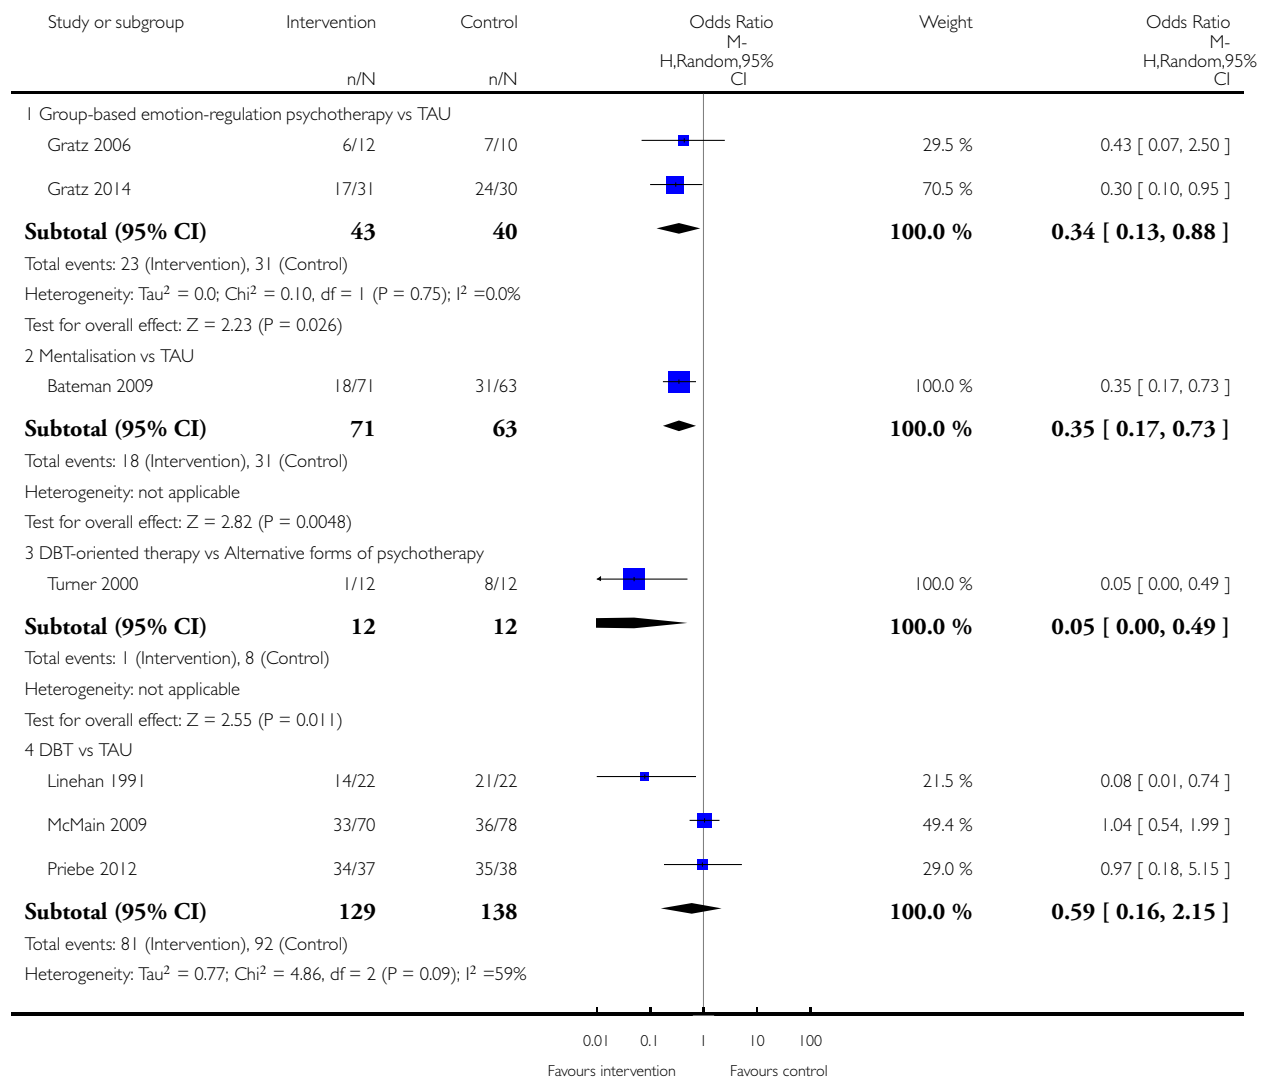 Study or subgroup Intervention Control Odds Ratio Weight Odds Ratio
M- M-
H,Random,95% H,Random,95%
n/N n/N CI CI
1 Group-based emotion-regulation psychotherapy vs TAU
Gratz 2006 6/12 7/10 29.5 % 0.43 [ 0.07, 2.50 ]
Gratz 2014 17/31 24/30 70.5 % 0.30 [ 0.10, 0.95 ]
Subtotal (95% CI) 43 40 100.0 % 0.34 [ 0.13, 0.88 ]
Total events: 23 (Intervention), 31 (Control)
Heterogeneity: Tau² = 0.0; Chi² = 0.10, df = 1 (P = 0.75); I² =0.0%
Test for overall effect: Z = 2.23 (P = 0.026)
2 Mentalisation vs TAU
Bateman 2009 18/71 31/63 100.0 % 0.35 [ 0.17, 0.73 ]
Subtotal (95% CI) 71 63 100.0 % 0.35 [ 0.17, 0.73 ]
Total events: 18 (Intervention), 31 (Control)
Heterogeneity: not applicable
Test for overall effect: Z = 2.82 (P = 0.0048)
3 DBT-oriented therapy vs Alternative forms of psychotherapy
Turner 2000 1/12 8/12 100.0 % 0.05 [ 0.00, 0.49 ]
Subtotal (95% CI) 12 12 100.0 % 0.05 [ 0.00, 0.49 ]
Total events: 1 (Intervention), 8 (Control)
Heterogeneity: not applicable
Test for overall effect: Z = 2.55 (P = 0.011)
4 DBT vs TAU
Linehan 1991 14/22 21/22 21.5 % 0.08 [ 0.01, 0.74 ]
McMain 2009 33/70 36/78 49.4 % 1.04 [ 0.54, 1.99 ]
Priebe 2012 34/37 35/38 29.0 % 0.97 [ 0.18, 5.15 ]
Subtotal (95% CI) 129 138 100.0 % 0.59 [ 0.16, 2.15 ]
Total events: 81 (Intervention), 92 (Control)
Heterogeneity: Tau² = 0.77; Chi² = 4.86, df = 2 (P = 0.09); I² =59%
0.01 0.1 1 10 100
Favours intervention Favours control